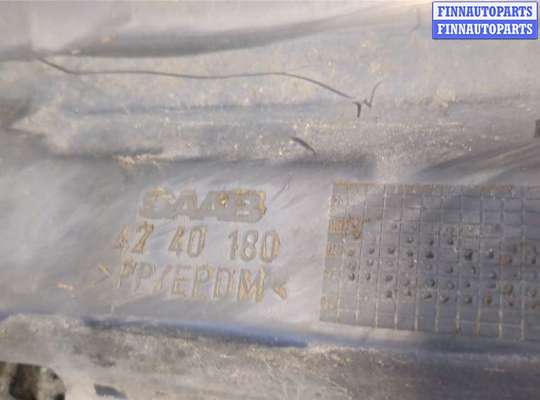 FINNAUTOPARTS
FINNAUTOPARTS
SAAB
42 40 180
>PP/EPDM<